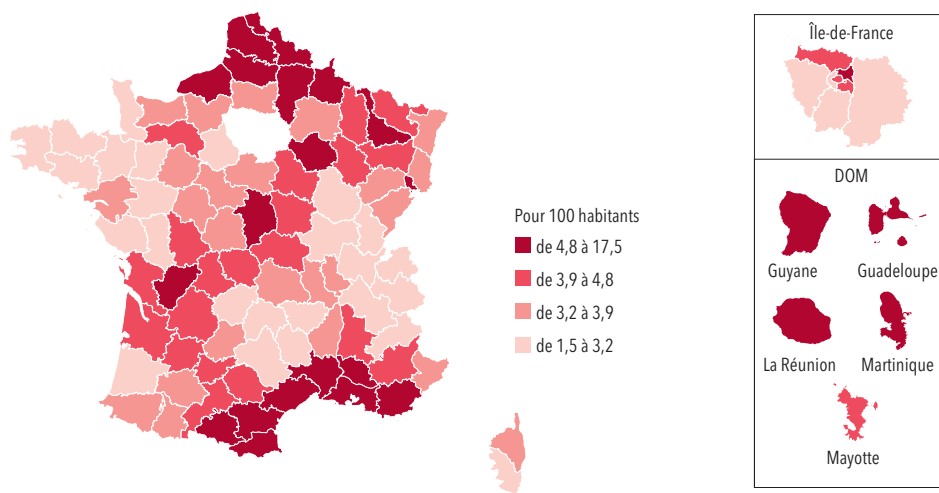 Île-de-France
DOM
Pour 100 habitants
de 4,8 à 17,5
de 3,9 à 4,8
de 3,2 à 3,9
de 1,5 à 3,2
Guyane Guadeloupe
La Réunion Martinique
Mayotte